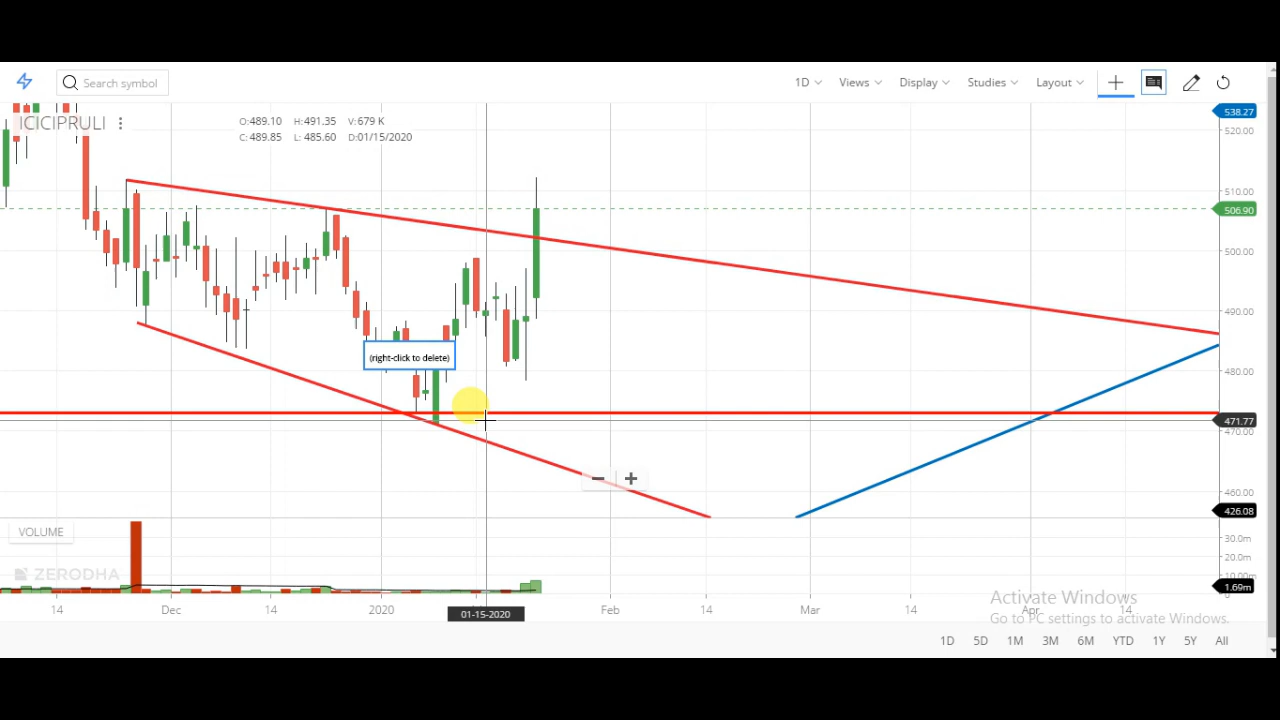 Search symbol
1D Views Display Studies Layout
ICICIPRULI
O:489.10 H:491.35 V:679 K
C:489.85 L:485.60 D:01/15/2020
538.27
520.00
510.00
506.90
500.00
490.00
480.00
(right-click to delete)
471.77
470.00
460.00
426.08
VOLUME
30.0m
20.0m
10.00m
ZERODHA
1.69m
0
14 Dec 14 2020 Feb 14 Mar 14 Apr 14
01-15-2020
Activate Windows
Go to PC settings to activate Windows.
1D 5D 1M 3M 6M YTD 1Y 5Y All